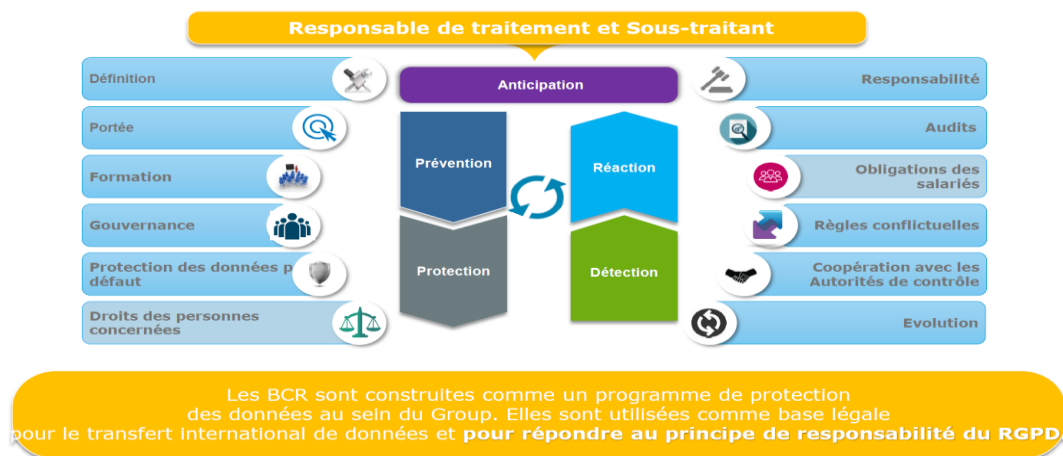 Responsable de traitement et Sous-traitant
Définition
Portée
Formation
Gouvernance
Protection des données p
défaut
Droits des personnes
concernées
Anticipation
Prévention
Réaction
Protection
Détection
Responsabilité
Audits
Obligations des
salariés
Règles conflictuelles
Coopération avec les
Autorités de contrôle
Evolution
Les BCR sont construites comme un programme de protection
des données au sein du Group. Elles sont utilisées comme base légale
pour le transfert international de données et pour répondre au principe de responsabilité du RGPD